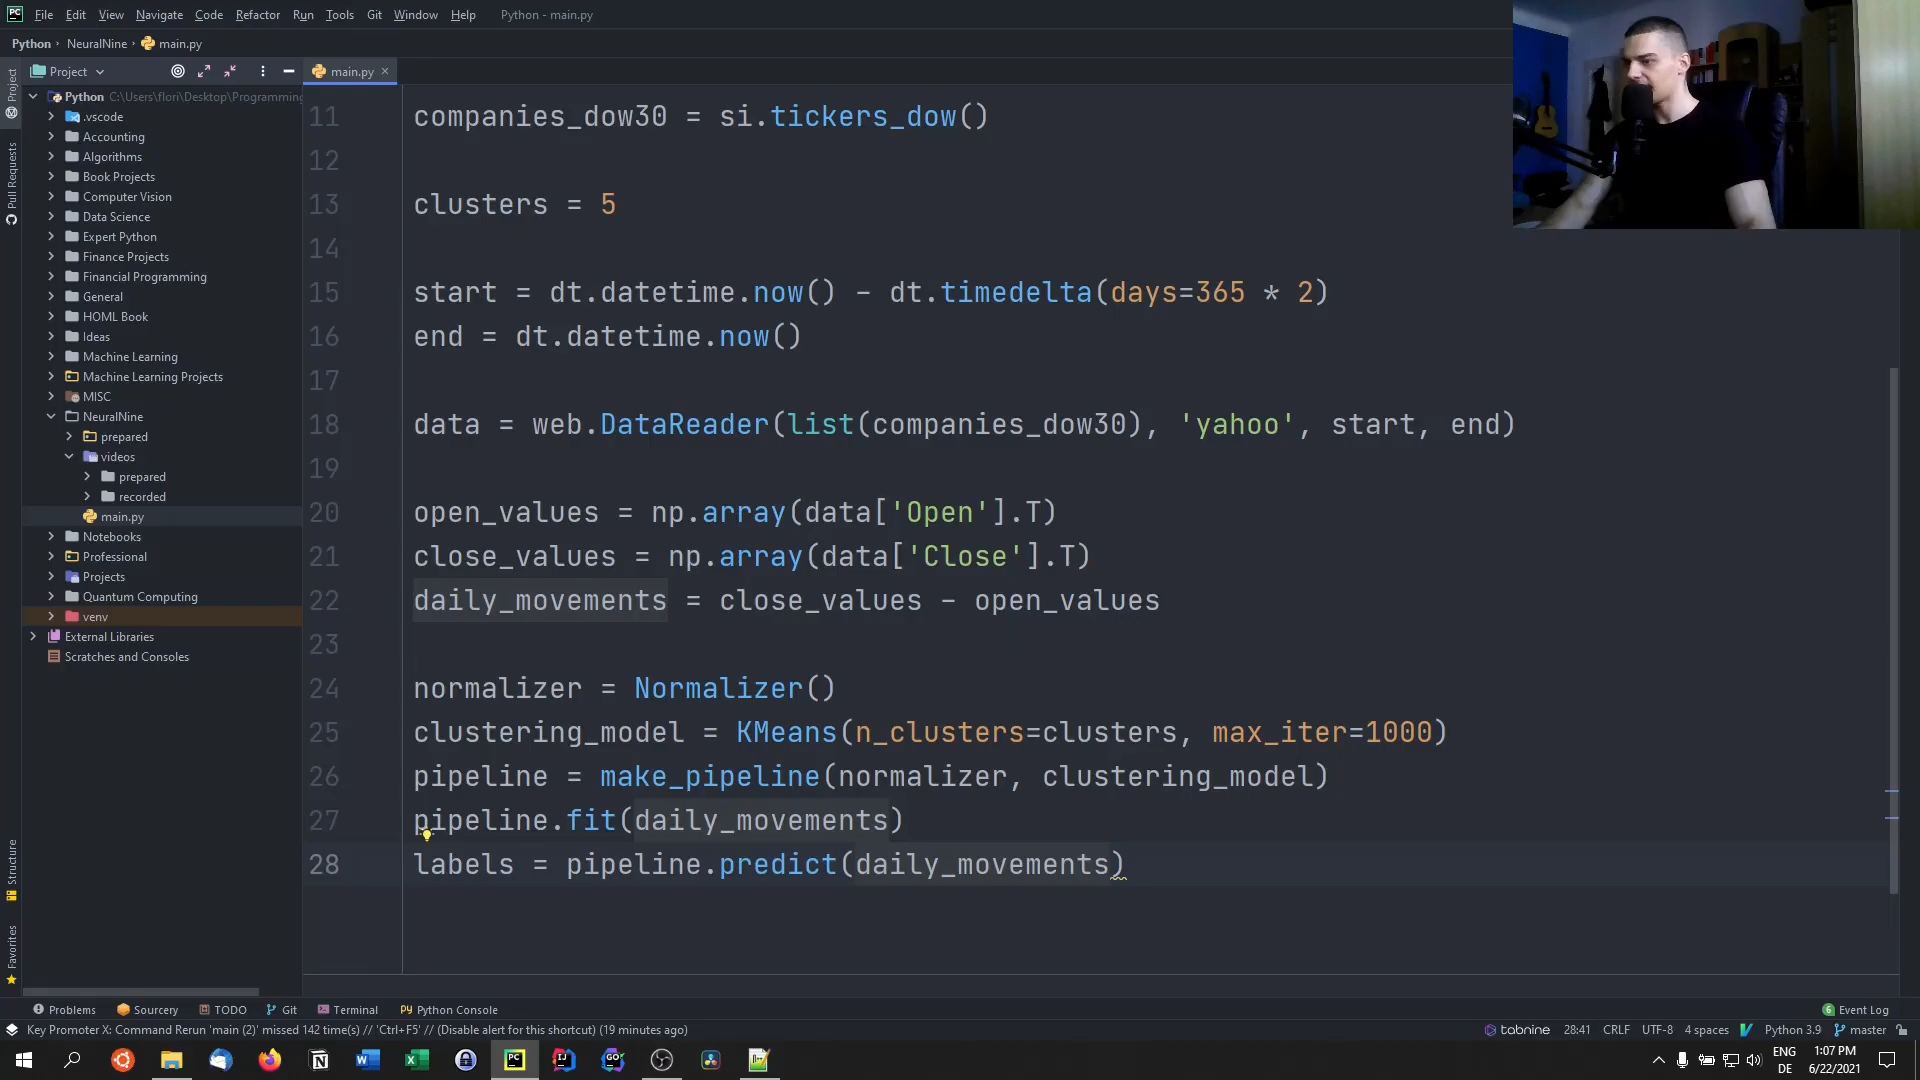 PC File Edit View Navigate Code Refactor Run Tools Git Window Help Python - main.py
Python NeuralNine main.py
Project
main.py
Python C:\Users\flori\Desktop\Programming
.vscode
Accounting
Algorithms
Book Projects
Computer Vision
Data Science
Expert Python
Finance Projects
Financial Programming
General
HOML Book
Ideas
Machine Learning
Machine Learning Projects
MISC
NeuralNine
prepared
videos
prepared
recorded
main.py
Notebooks
Professional
Projects
Quantum Computing
venv
External Libraries
Scratches and Consoles
Project
Pull Requests
Structure
Favorites
11 companies_dow30 = si.tickers_dow()
12
13 clusters = 5
14
15 start = dt.datetime.now() - dt.timedelta(days=365 * 2)
16 end = dt.datetime.now()
17
18 data = web.DataReader(list(companies_dow30), 'yahoo', start, end)
19
20 open_values = np.array(data['Open'].T)
21 close_values = np.array(data['Close'].T)
22 daily_movements = close_values - open_values
23
24 normalizer = Normalizer()
25 clustering_model = KMeans(n_clusters=clusters, max_iter=1000)
26 pipeline = make_pipeline(normalizer, clustering_model)
27 pipeline.fit(daily_movements)
28 labels = pipeline.predict(daily_movements)
Problems Sourcery TODO Git Terminal Python Console 6 Event Log
Key Promoter X: Command Rerun 'main (2)' missed 142 time(s) // 'Ctrl+F5' // (Disable alert for this shortcut) (19 minutes ago) tabnine 28:41 CRLF UTF-8 4 spaces Python 3.9 master
ENG 1:07 PM
DE 6/22/2021